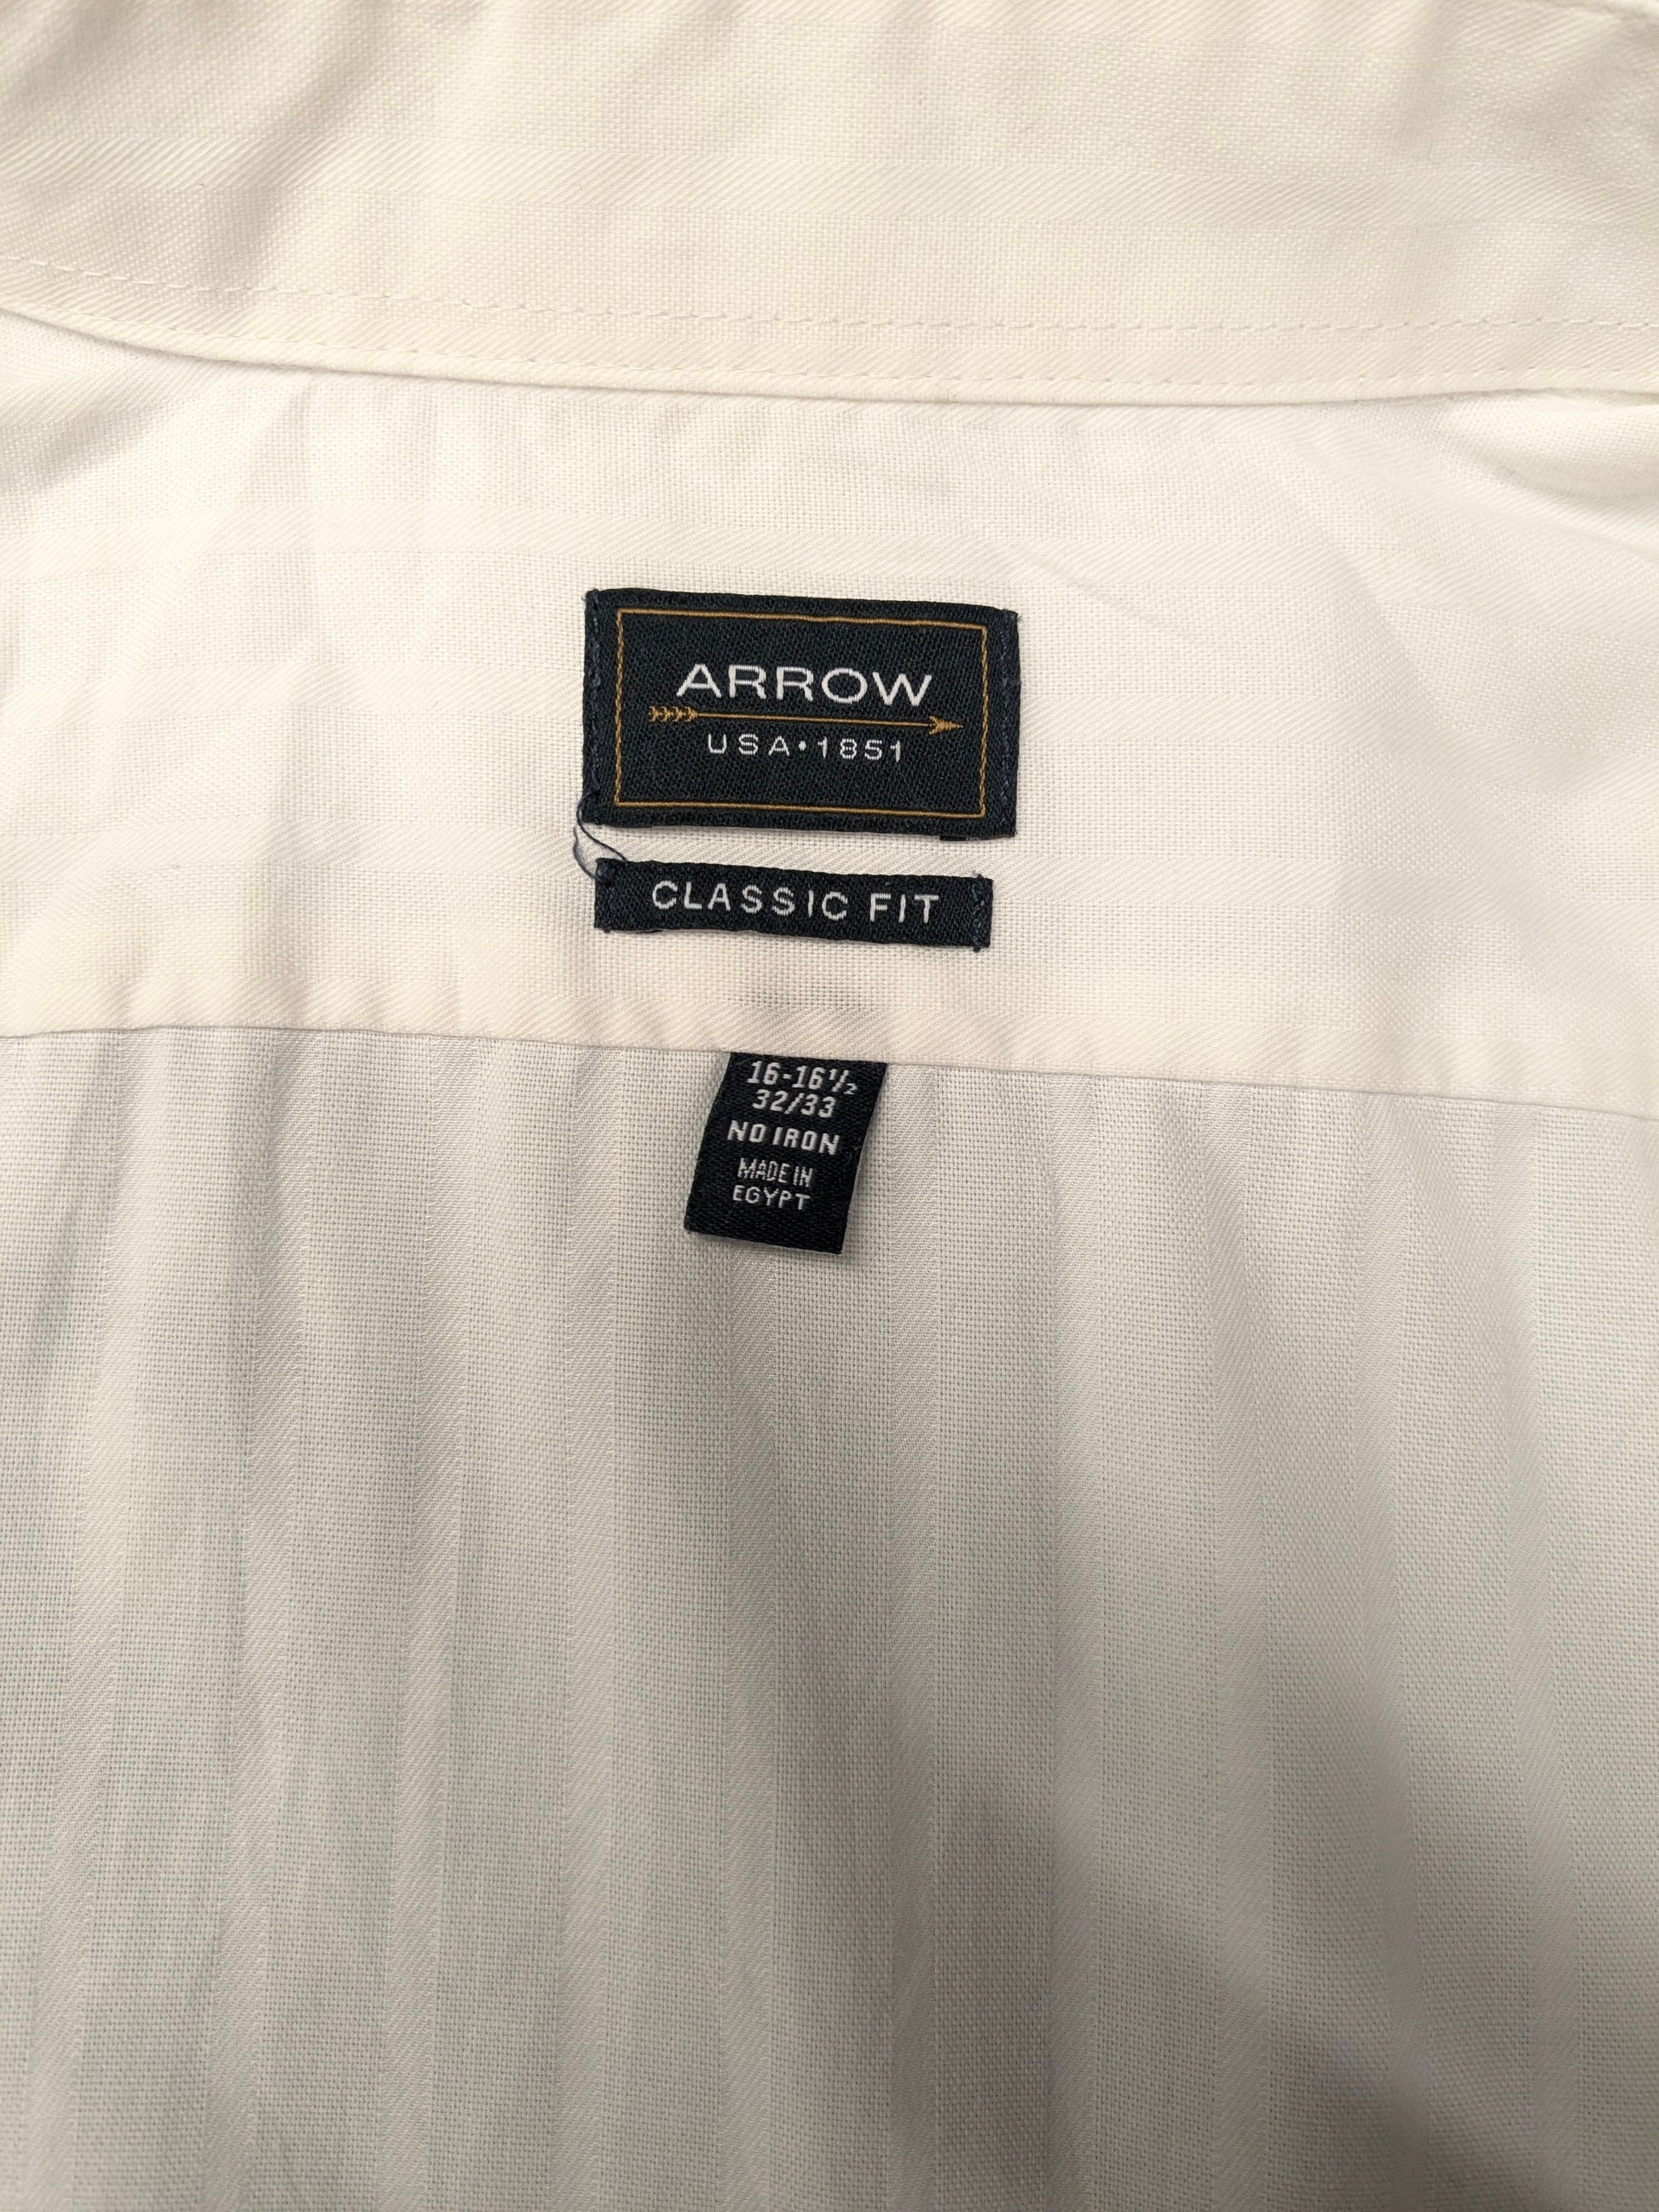 ARROW
USA•1851
CLASSIC FIT
16-16½
32/33
NO IRON
MADE IN
EGYPT